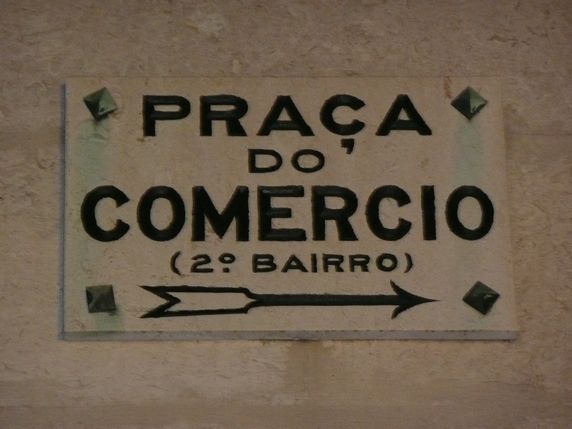 PRAÇA
DO
COMERCIO
(2º BAIRRO)